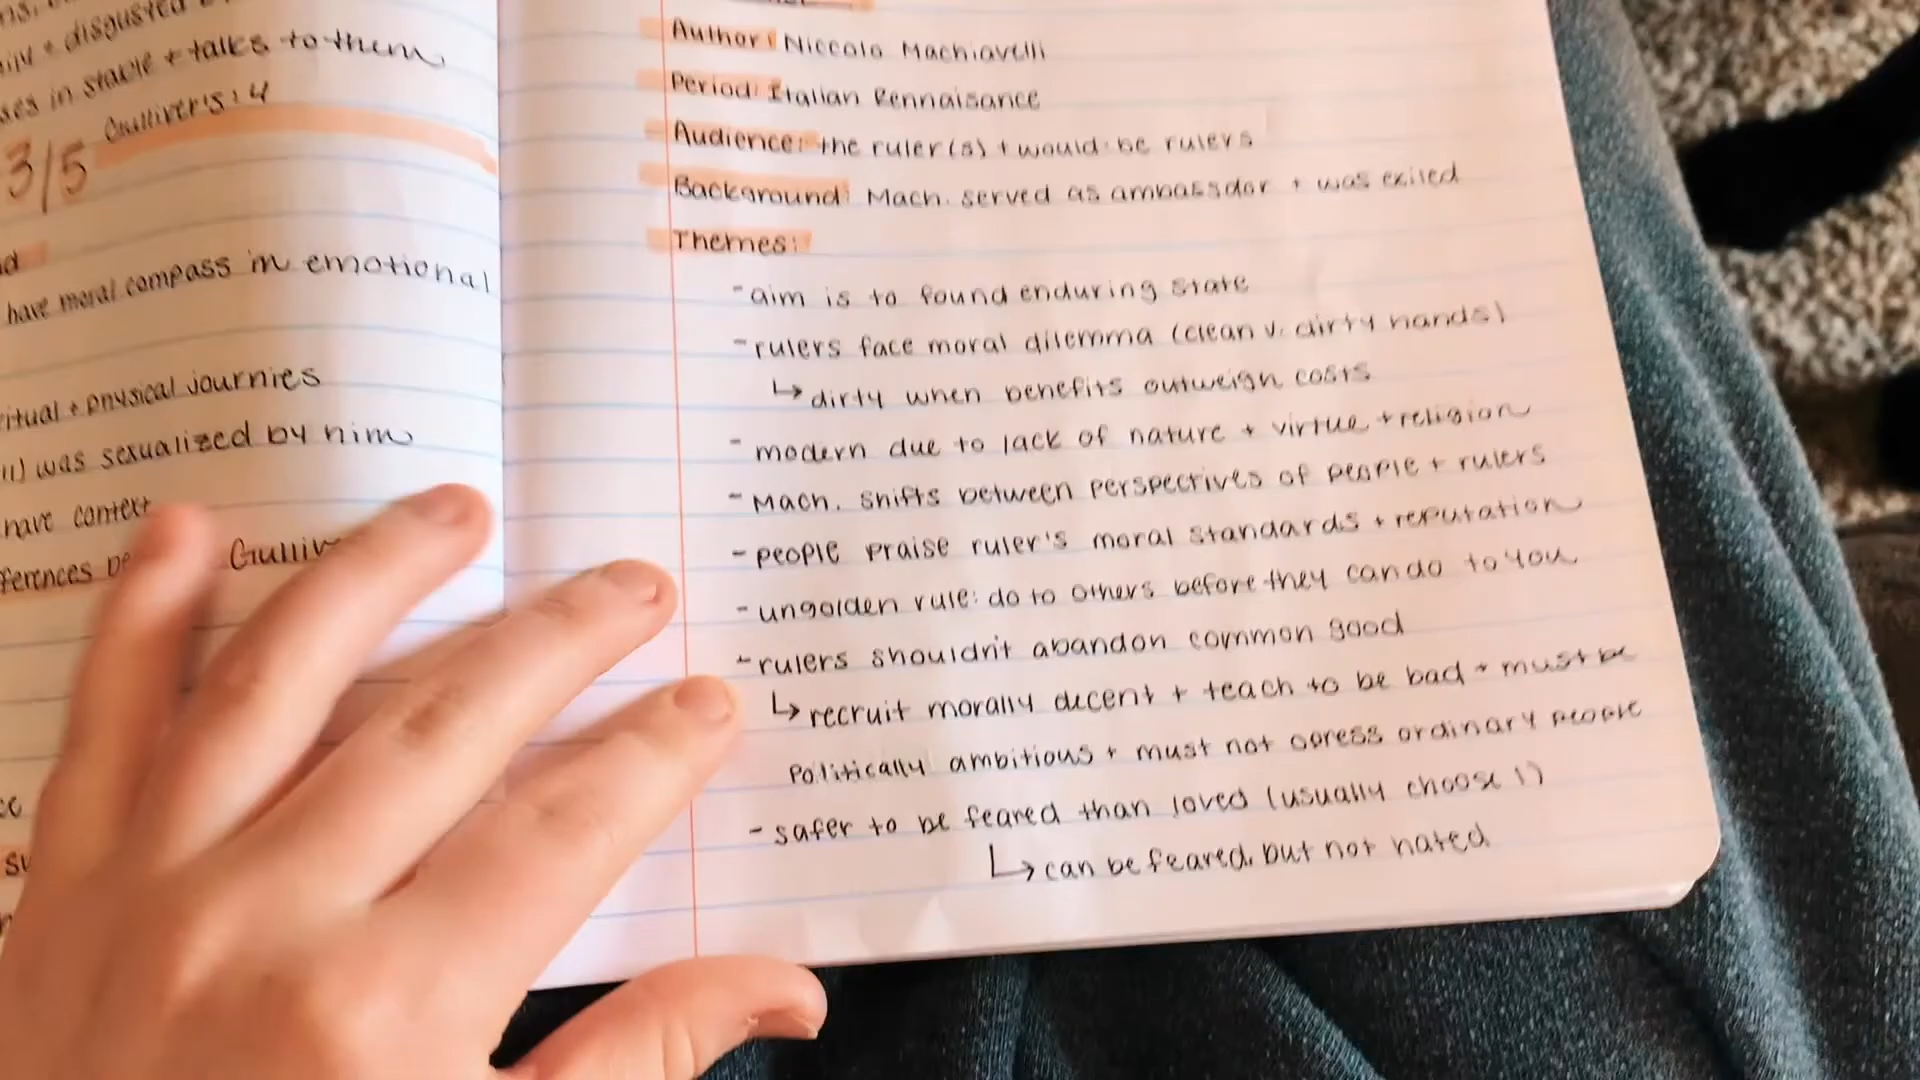 + disgusted
in stable + talks to them
Gulliver's: 4
3/5
have moral compass in emotional
+ physical journies
was sexualized by him
have context
ferences
Author: Niccolo Machiavelli
Period: Italian Rennaisance
Audience: the ruler(s) + would be rulers
Background: Mach. served as ambassdor + was exiled
Themes:
- aim is to found enduring state
- rulers face moral dilemma (clean v. dirty hands)
↳ dirty when benefits outweigh costs
- modern due to lack of nature + virtue + religion
- Mach. shifts between perspectives of people + rulers
- people praise ruler's moral standards + reputation
- ungolden rule: do to others before they can do to you
- rulers shouldn't abandon common good
↳ recruit morally decent + teach to be bad + must be
politically ambitious + must not opress ordinary people
- safer to be feared than loved (usually choose 1)
↳ can be feared, but not hated